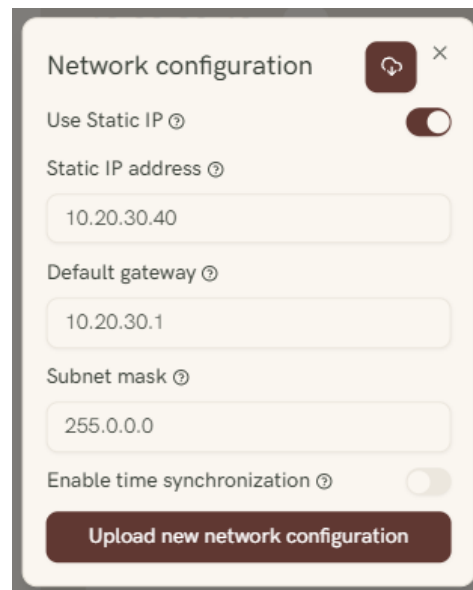 Network configuration
Use Static IP
Static IP address
10.20.30.40
Default gateway
10.20.30.1
Subnet mask
255.0.0.0
Enable time synchronization
Upload new network configuration